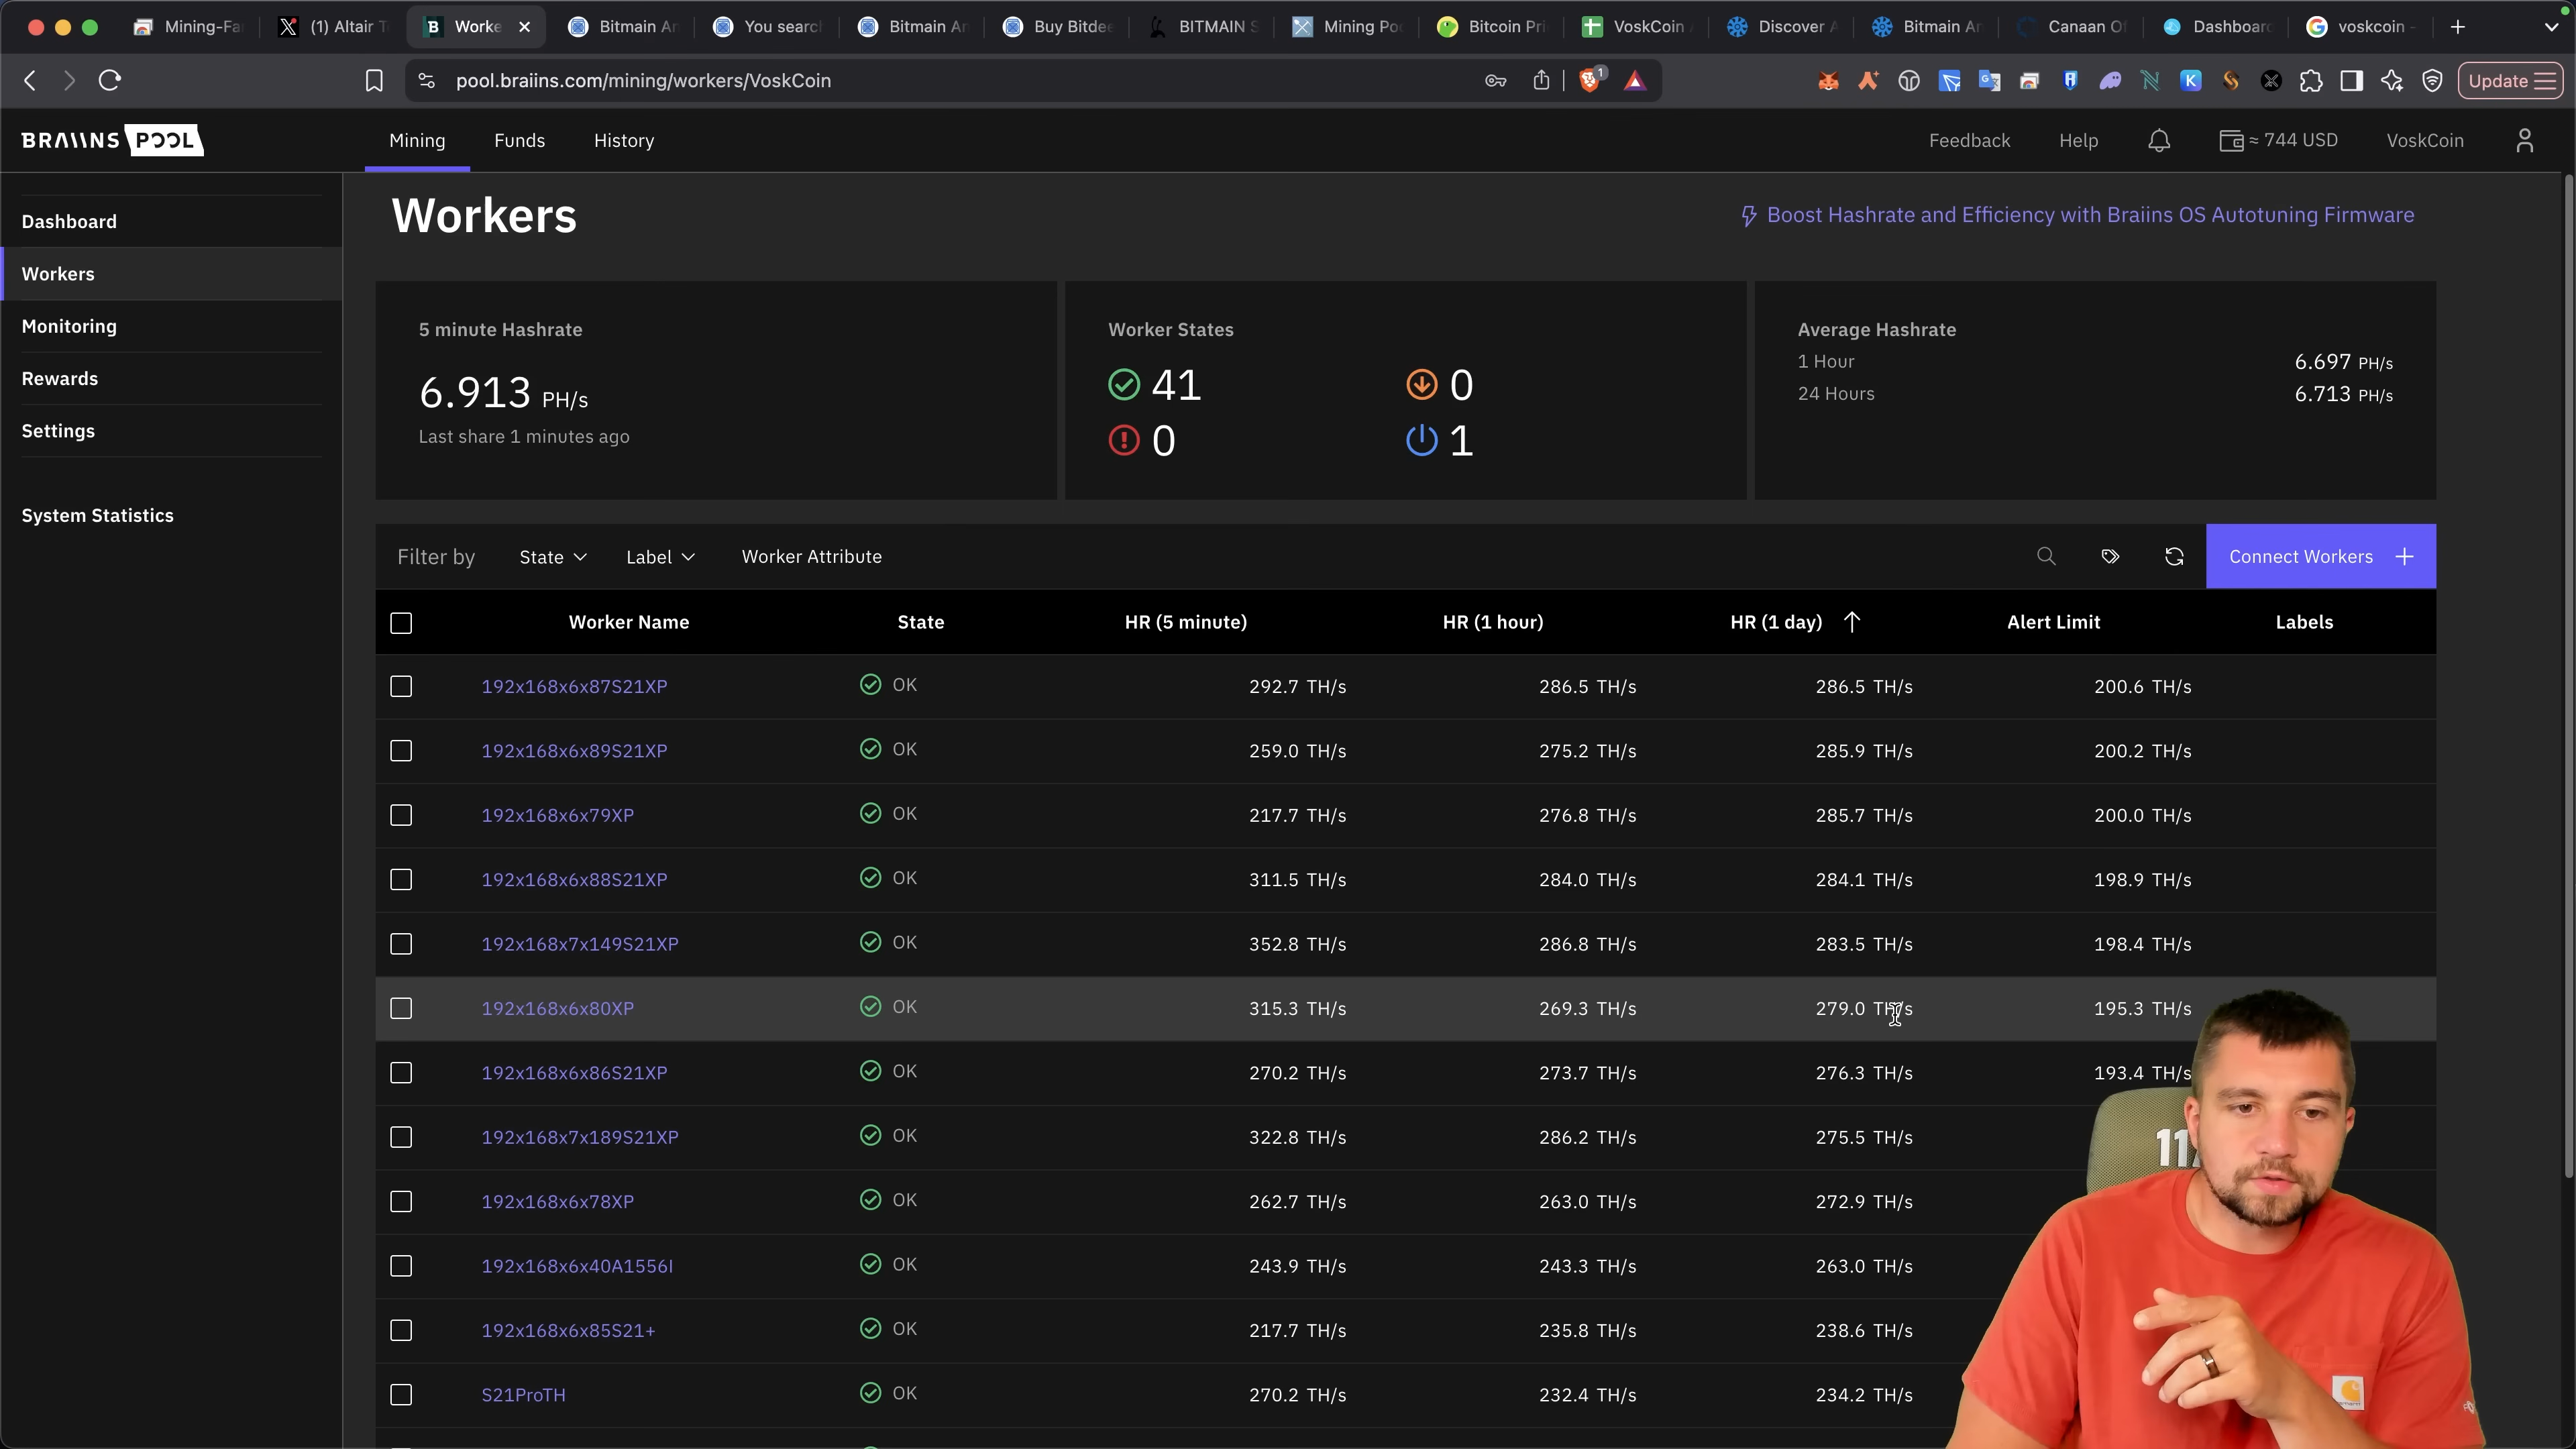 Mining-Fa
(1) Altair T
Worke
Bitmain An
You searc
Bitmain An
Buy Bitdee
BITMAIN S
Mining Poo
Bitcoin Pri
VoskCoin
Discover A
Bitmain An
Canaan Of
Dashboard
voskcoin -
pool.braiins.com/mining/workers/VoskCoin
1
Update
BRAIINS POOL
Mining
Funds
History
Feedback
Help
≈ 744 USD
VoskCoin
Dashboard
Workers
Monitoring
Rewards
Settings
System Statistics
Workers
Boost Hashrate and Efficiency with Braiins OS Autotuning Firmware
5 minute Hashrate
6.913 PH/s
Last share 1 minutes ago
Worker States
41
0
0
1
Average Hashrate
1 Hour 6.697 PH/s
24 Hours 6.713 PH/s
Filter by State Label Worker Attribute
Connect Workers +
Worker Name State HR (5 minute) HR (1 hour) HR (1 day) Alert Limit Labels
192x168x6x87S21XP OK 292.7 TH/s 286.5 TH/s 286.5 TH/s 200.6 TH/s
192x168x6x89S21XP OK 259.0 TH/s 275.2 TH/s 285.9 TH/s 200.2 TH/s
192x168x6x79XP OK 217.7 TH/s 276.8 TH/s 285.7 TH/s 200.0 TH/s
192x168x6x88S21XP OK 311.5 TH/s 284.0 TH/s 284.1 TH/s 198.9 TH/s
192x168x7x149S21XP OK 352.8 TH/s 286.8 TH/s 283.5 TH/s 198.4 TH/s
192x168x6x80XP OK 315.3 TH/s 269.3 TH/s 279.0 TH/s 195.3 TH/s
192x168x6x86S21XP OK 270.2 TH/s 273.7 TH/s 276.3 TH/s 193.4 TH/s
192x168x7x189S21XP OK 322.8 TH/s 286.2 TH/s 275.5 TH/s
192x168x6x78XP OK 262.7 TH/s 263.0 TH/s 272.9 TH/s
192x168x6x40A1556I OK 243.9 TH/s 243.3 TH/s 263.0 TH/s
192x168x6x85S21+ OK 217.7 TH/s 235.8 TH/s 238.6 TH/s
S21ProTH OK 270.2 TH/s 232.4 TH/s 234.2 TH/s